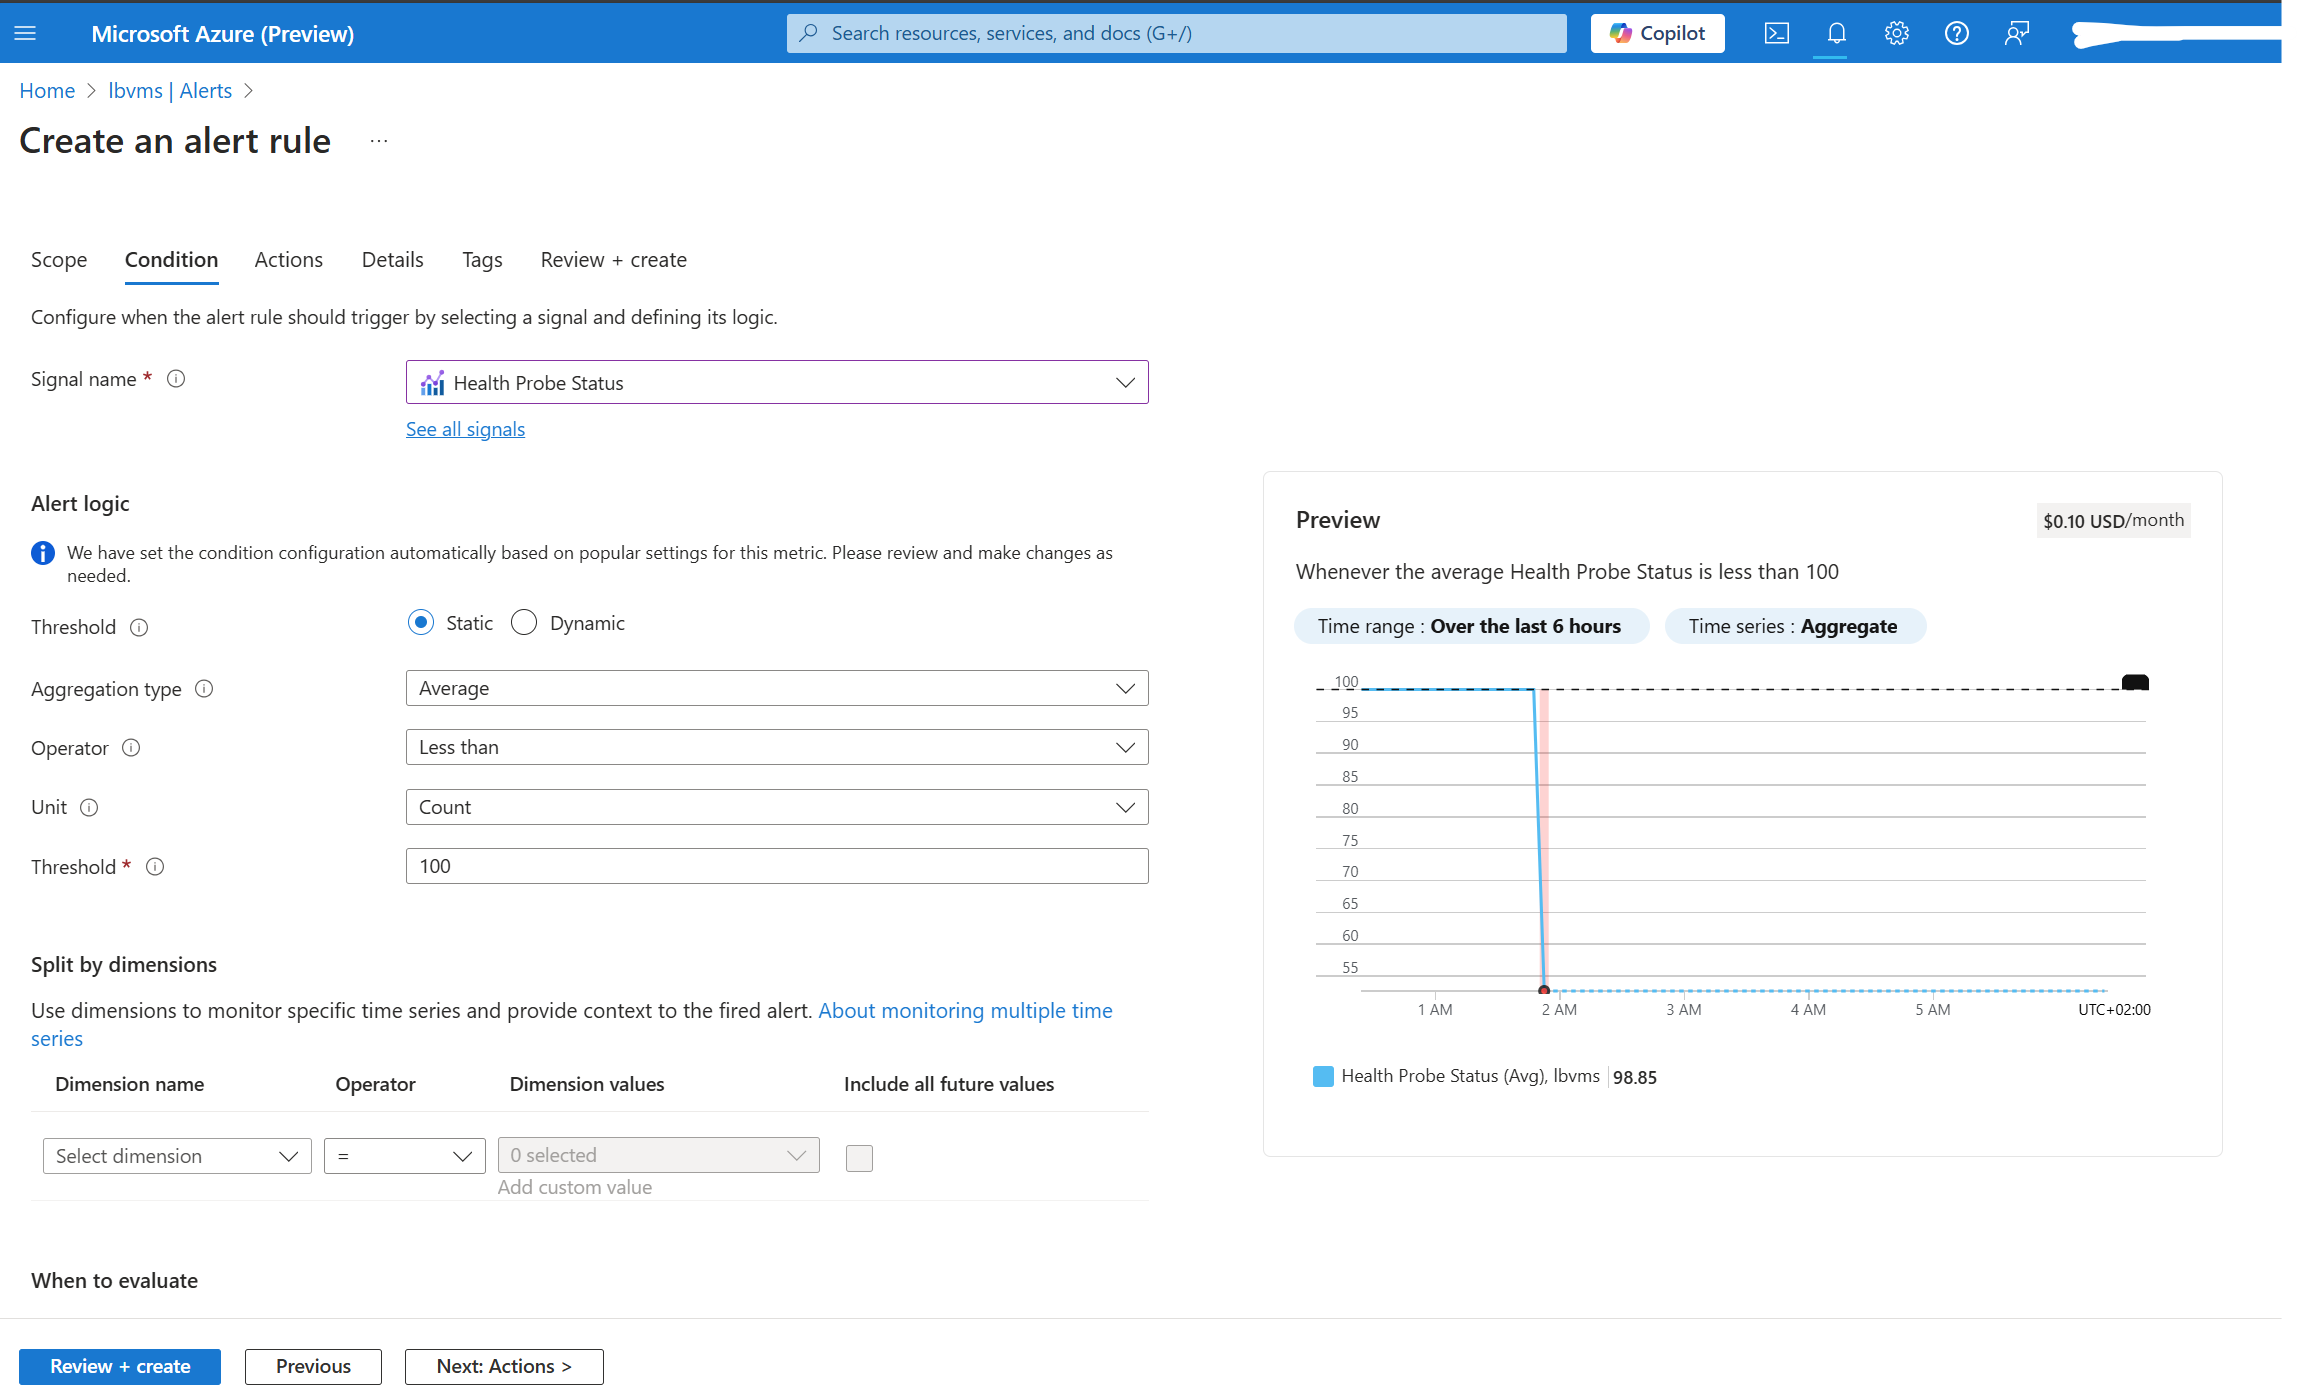 Microsoft Azure (Preview)
Search resources, services, and docs (G+/)
Copilot
Home > lbvms | Alerts >
Create an alert rule ...
Scope Condition Actions Details Tags Review + create
Configure when the alert rule should trigger by selecting a signal and defining its logic.
Signal name *
Health Probe Status
See all signals
Alert logic
We have set the condition configuration automatically based on popular settings for this metric. Please review and make changes as
needed.
Threshold
Static Dynamic
Aggregation type
Average
Operator
Less than
Unit
Count
Threshold *
100
Split by dimensions
Use dimensions to monitor specific time series and provide context to the fired alert. About monitoring multiple time
series
Dimension name Operator Dimension values Include all future values
Select dimension = 0 selected
Add custom value
When to evaluate
Review + create Previous Next: Actions >
Preview
$0.10 USD/month
Whenever the average Health Probe Status is less than 100
Time range : Over the last 6 hours Time series : Aggregate
100
95
90
85
80
75
70
65
60
55
1 AM 2 AM 3 AM 4 AM 5 AM UTC+02:00
Health Probe Status (Avg), lbvms 98.85